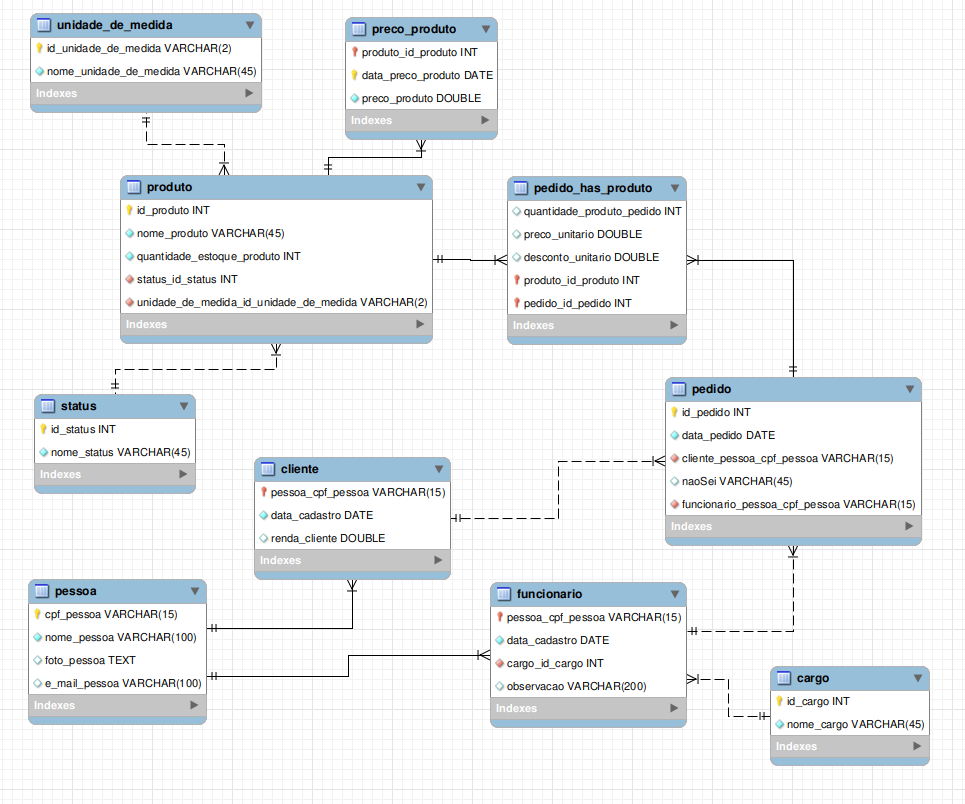 unidade_de_medida
id_unidade_de_medida VARCHAR(2)
nome_unidade_de_medida VARCHAR(45)
Indexes
preco_produto
produto_id_produto INT
data_preco_produto DATE
preco_produto DOUBLE
Indexes
produto
id_produto INT
nome_produto VARCHAR(45)
quantidade_estoque_produto INT
status_id_status INT
unidade_de_medida_id_unidade_de_medida VARCHAR(2)
Indexes
pedido_has_produto
quantidade_produto_pedido INT
preco_unitario DOUBLE
desconto_unitario DOUBLE
produto_id_produto INT
pedido_id_pedido INT
Indexes
status
id_status INT
nome_status VARCHAR(45)
Indexes
pedido
id_pedido INT
data_pedido DATE
cliente_pessoa_cpf_pessoa VARCHAR(15)
naoSei VARCHAR(45)
funcionario_pessoa_cpf_pessoa VARCHAR(15)
Indexes
cliente
pessoa_cpf_pessoa VARCHAR(15)
data_cadastro DATE
renda_cliente DOUBLE
Indexes
pessoa
cpf_pessoa VARCHAR(15)
nome_pessoa VARCHAR(100)
foto_pessoa TEXT
e_mail_pessoa VARCHAR(100)
Indexes
funcionario
pessoa_cpf_pessoa VARCHAR(15)
data_cadastro DATE
cargo_id_cargo INT
observacao VARCHAR(200)
Indexes
cargo
id_cargo INT
nome_cargo VARCHAR(45)
Indexes